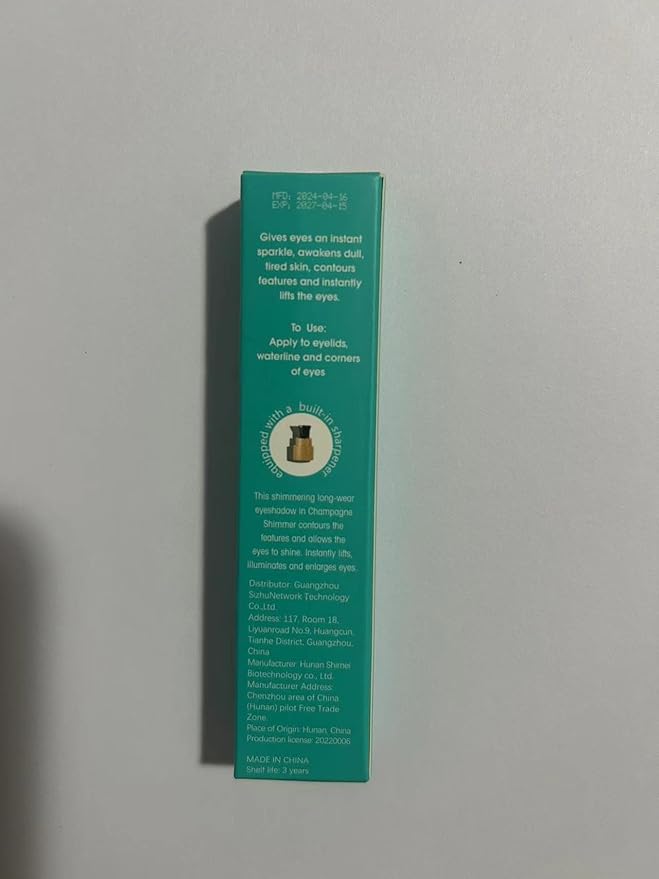 MFD: 2024-04-16
EXP: 2027-04-15
Gives eyes an instant
sparkle, awakens dull,
tired skin, contours
features and instantly
lifts the eyes.
To Use:
Apply to eyelids,
waterline and corners
of eyes
equipped with a built-in sharpener
This shimmering long-wear
eyeshadow in Champagne
Shimmer contours the
features and allows the
eyes to shine. Instantly lifts,
illuminates and enlarges eyes.
Distributor: Guangzhou
SizhuNetwork Technology
Co.,Ltd.
Address: 117, Room 18,
Liyuanroad No.9, Huangcun,
Tianhe District, Guangzhou,
China
Manufacturer: Hunan Shimei
Biotechnology co., Ltd.
Manufacturer Address:
Chenzhou area of China
(Hunan) pilot Free Trade
Zone.
Place of Origin: Hunan, China
Production license: 20220006
MADE IN CHINA
Shelf life: 3 years